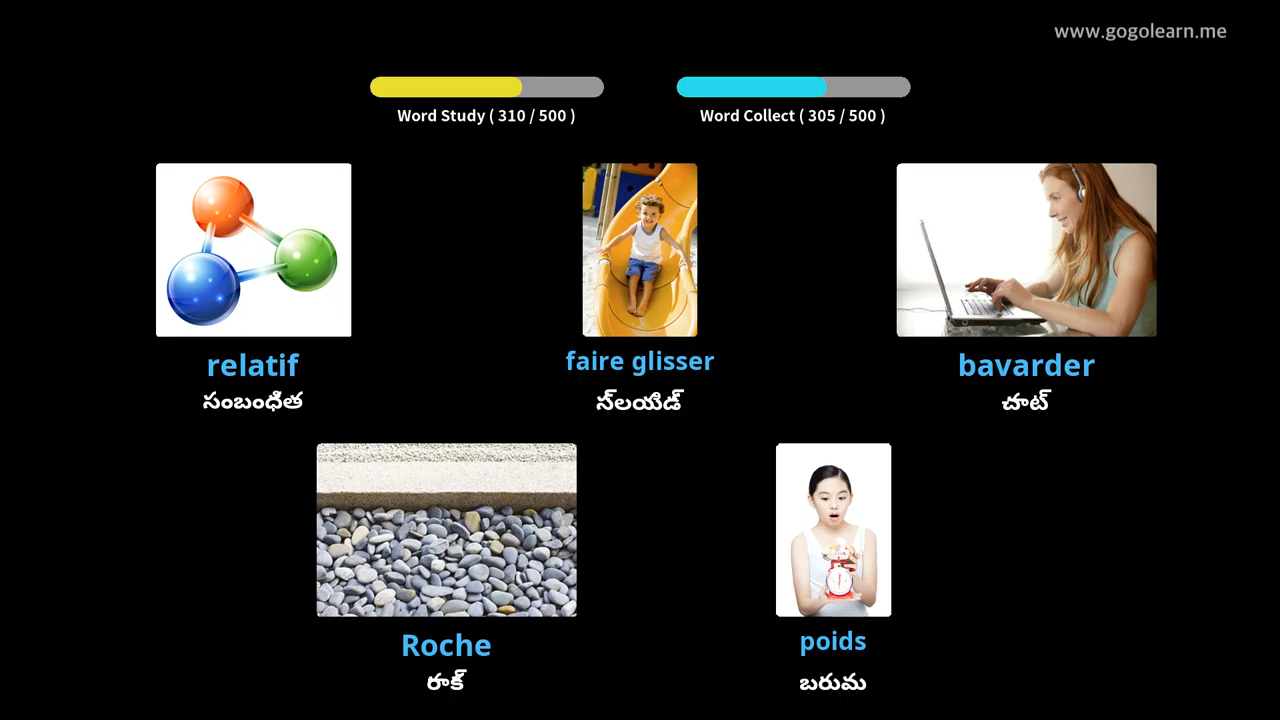 www.gogolearn.me
Word Study ( 310 / 500 )
Word Collect ( 305 / 500 )
relatif
సంబంధిత
faire glisser
స్లయిడ్
bavarder
చాట్
Roche
రాక్
poids
బరువు